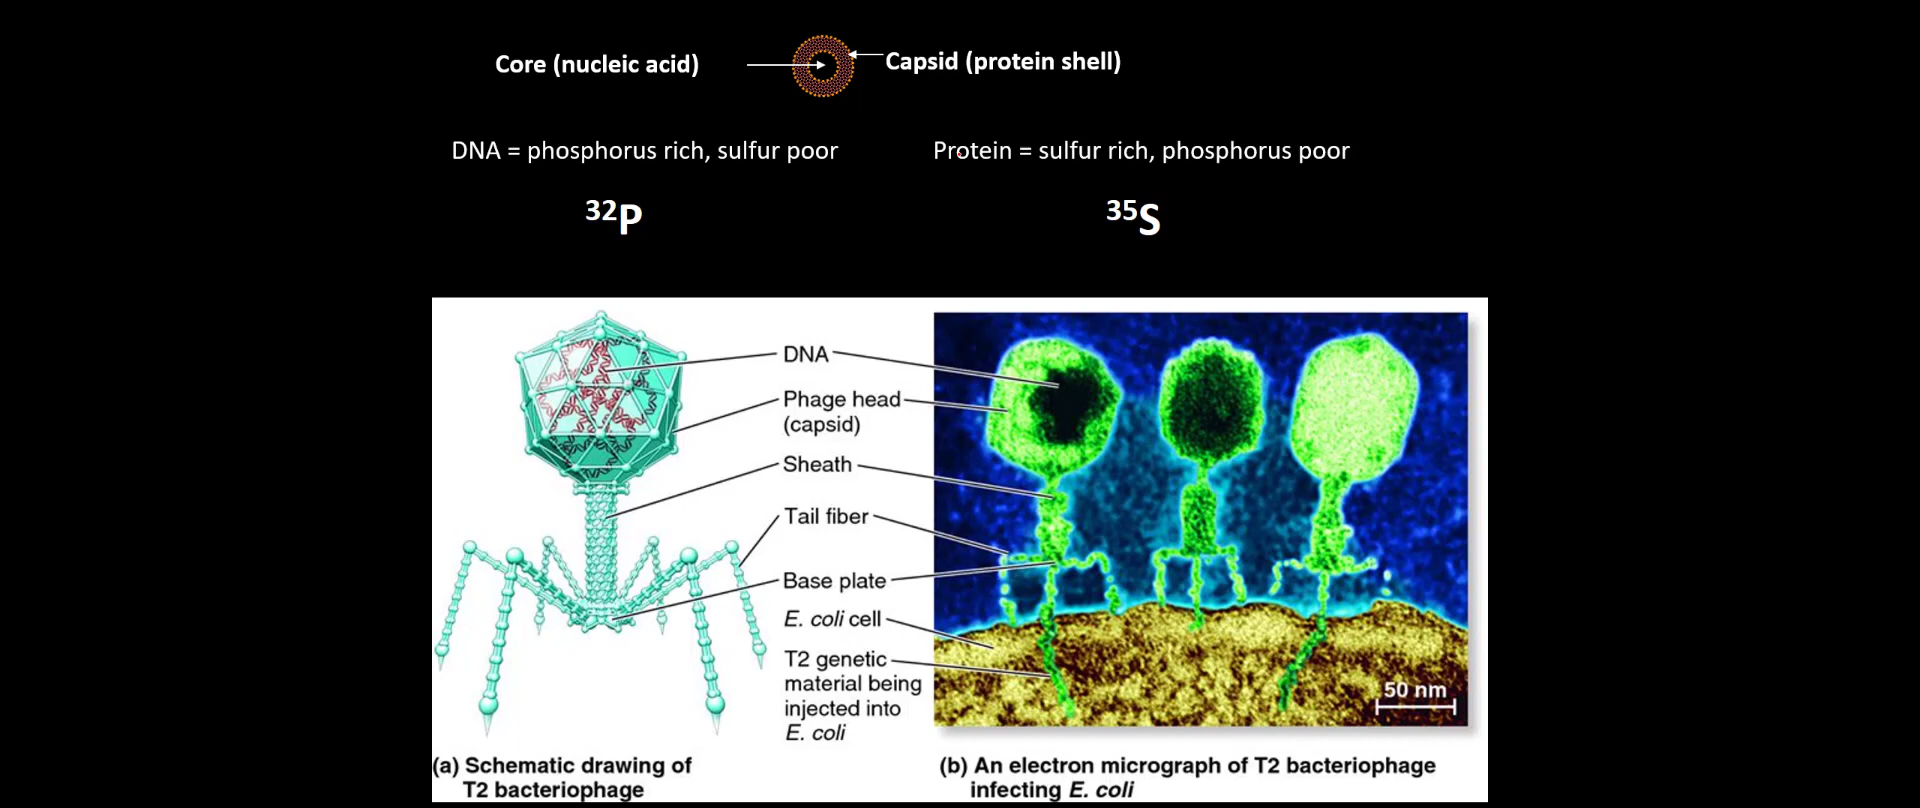 Core (nucleic acid)
Capsid (protein shell)
DNA = phosphorus rich, sulfur poor
Protein = sulfur rich, phosphorus poor
³²P
³⁵S
DNA
Phage head
(capsid)
Sheath
Tail fiber
Base plate
E. coli cell
T2 genetic
material being
injected into
E. coli
50 nm
(a) Schematic drawing of
T2 bacteriophage
(b) An electron micrograph of T2 bacteriophage
infecting E. coli